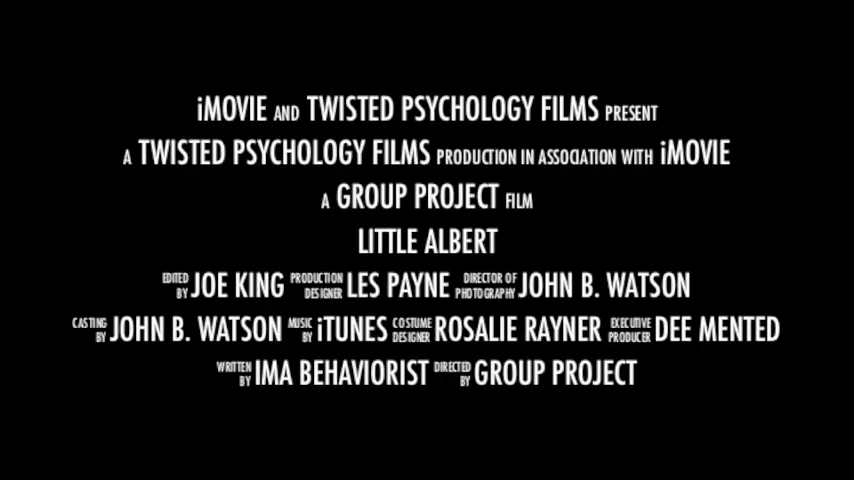 iMOVIE AND TWISTED PSYCHOLOGY FILMS PRESENT
A TWISTED PSYCHOLOGY FILMS PRODUCTION IN ASSOCIATION WITH iMOVIE
A GROUP PROJECT FILM
LITTLE ALBERT
EDITED BY JOE KING PRODUCTION DESIGNER LES PAYNE DIRECTOR OF PHOTOGRAPHY JOHN B. WATSON
CASTING BY JOHN B. WATSON MUSIC BY iTUNES COSTUME DESIGNER ROSALIE RAYNER EXECUTIVE PRODUCER DEE MENTED
WRITTEN BY IMA BEHAVIORIST DIRECTED BY GROUP PROJECT